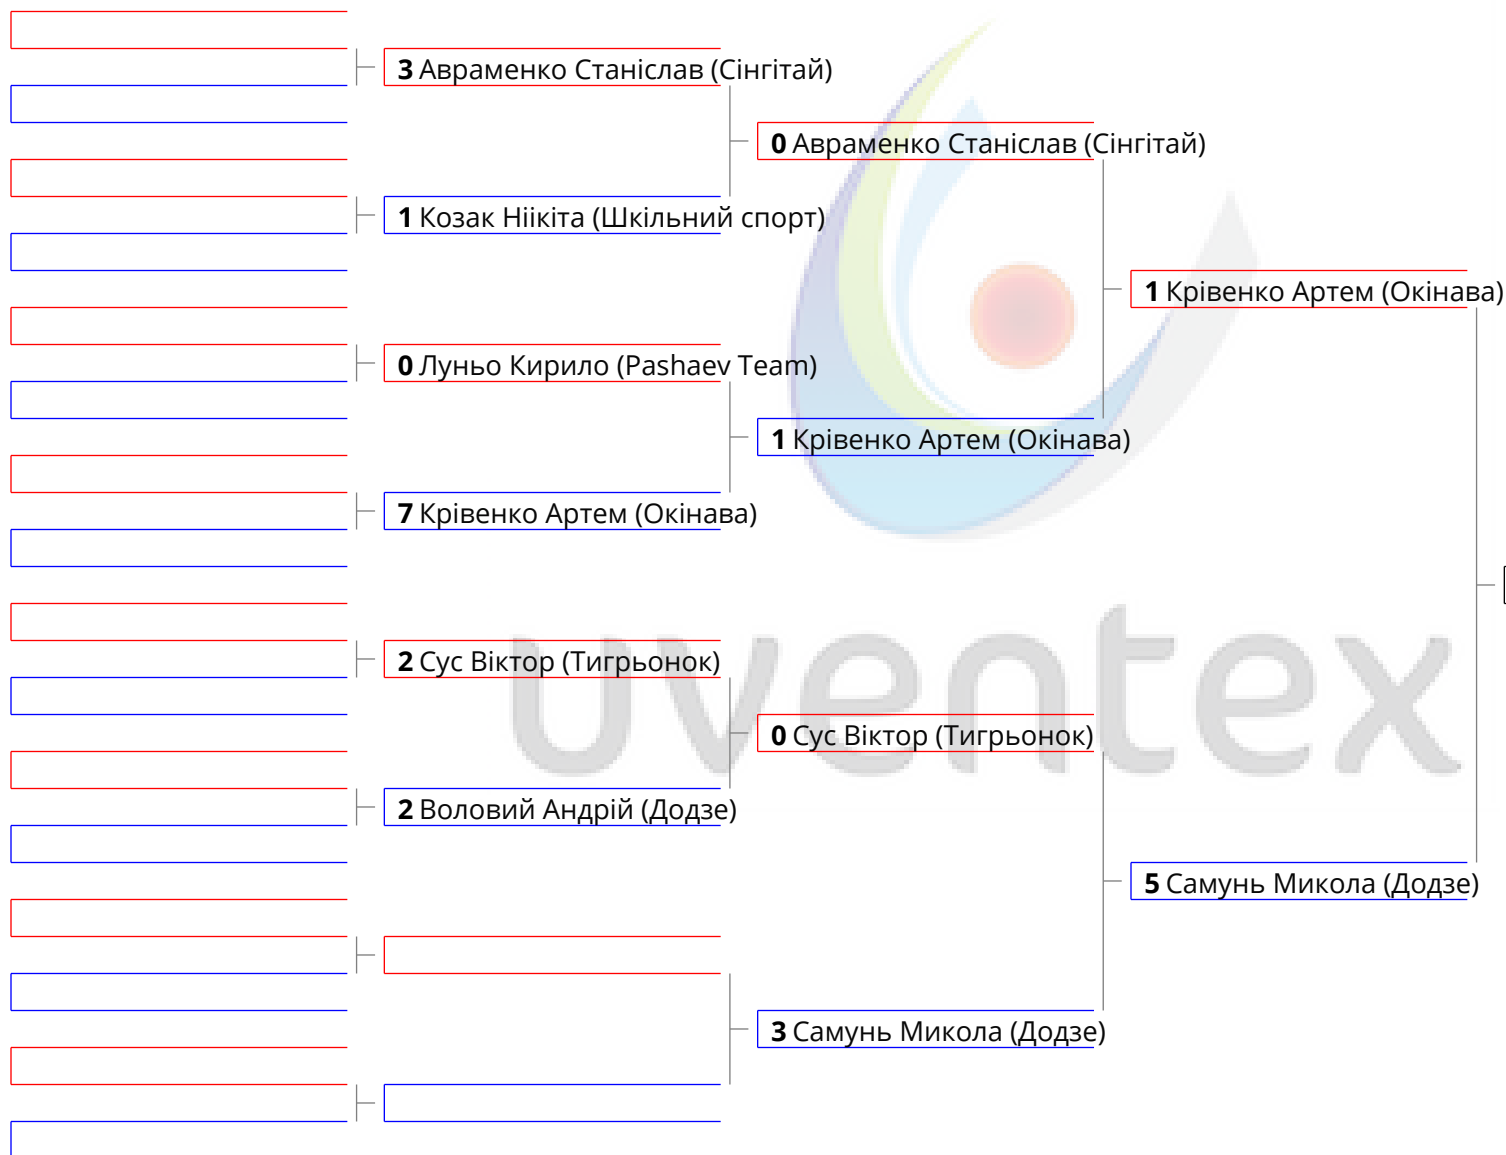 3 Авраменко Станіслав (Сінгітай)
0 Авраменко Станіслав (Сінгітай)
1 Козак Ніікіта (Шкільний спорт)
1 Крівенко Артем (Окінава)
0 Луньо Кирило (Pashaev Team)
1 Крівенко Артем (Окінава)
7 Крівенко Артем (Окінава)
uventex
2 Сус Віктор (Тигрьонок)
0 Сус Віктор (Тигрьонок)
2 Воловий Андрій (Додзе)
5 Самунь Микола (Додзе)
3 Самунь Микола (Додзе)